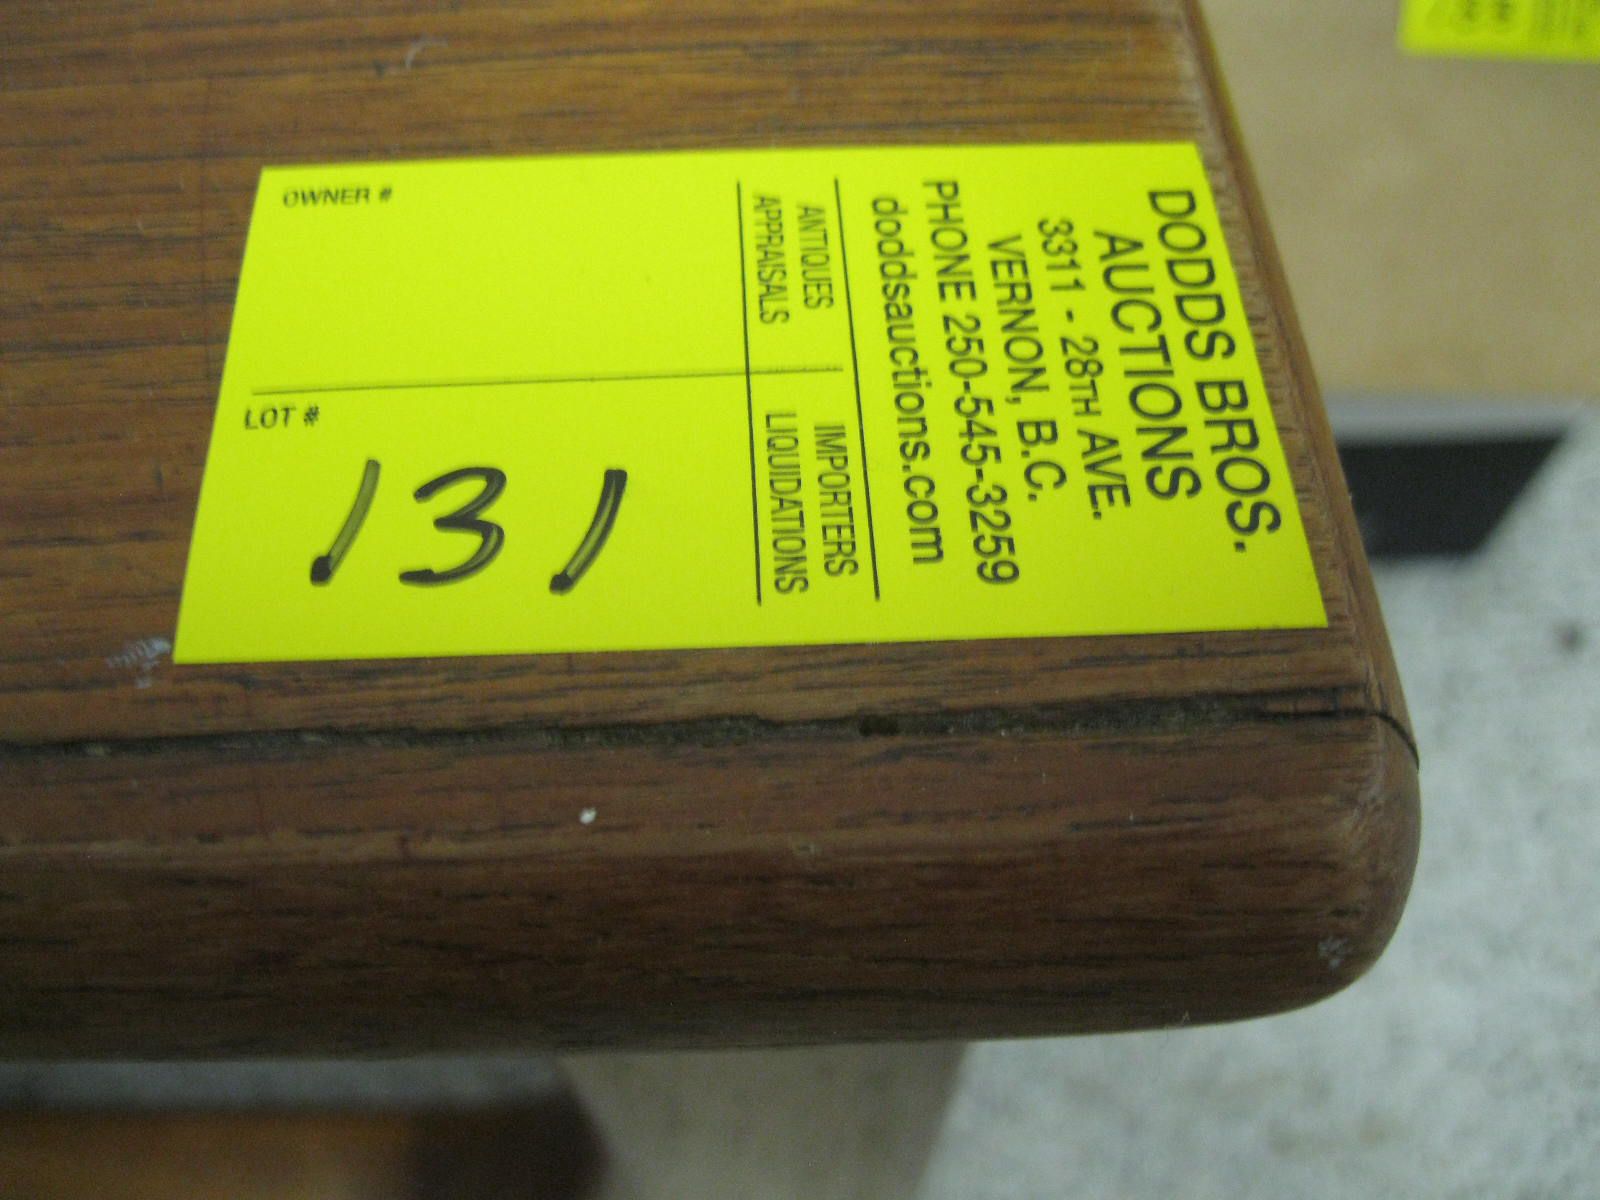 DODDS BROS.
AUCTIONS
3311 - 28TH AVE.
VERNON, B.C.
PHONE 250-545-3259
doddsauctions.com
ANTIQUES
APPRAISALS
IMPORTERS
LIQUIDATIONS
OWNER #
LOT #
131